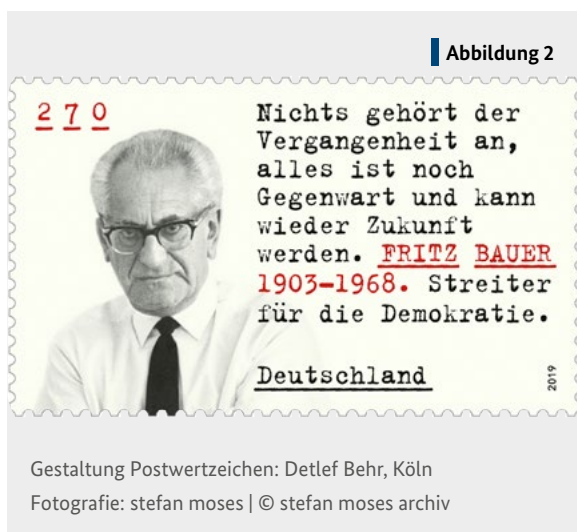 Abbildung 2
270
Nichts gehört der
Vergangenheit an,
alles ist noch
Gegenwart und kann
wieder Zukunft
werden. FRITZ BAUER
1903–1968. Streiter
für die Demokratie.
Deutschland
2019
Gestaltung Postwertzeichen: Detlef Behr, Köln
Fotografie: stefan moses | © stefan moses archiv